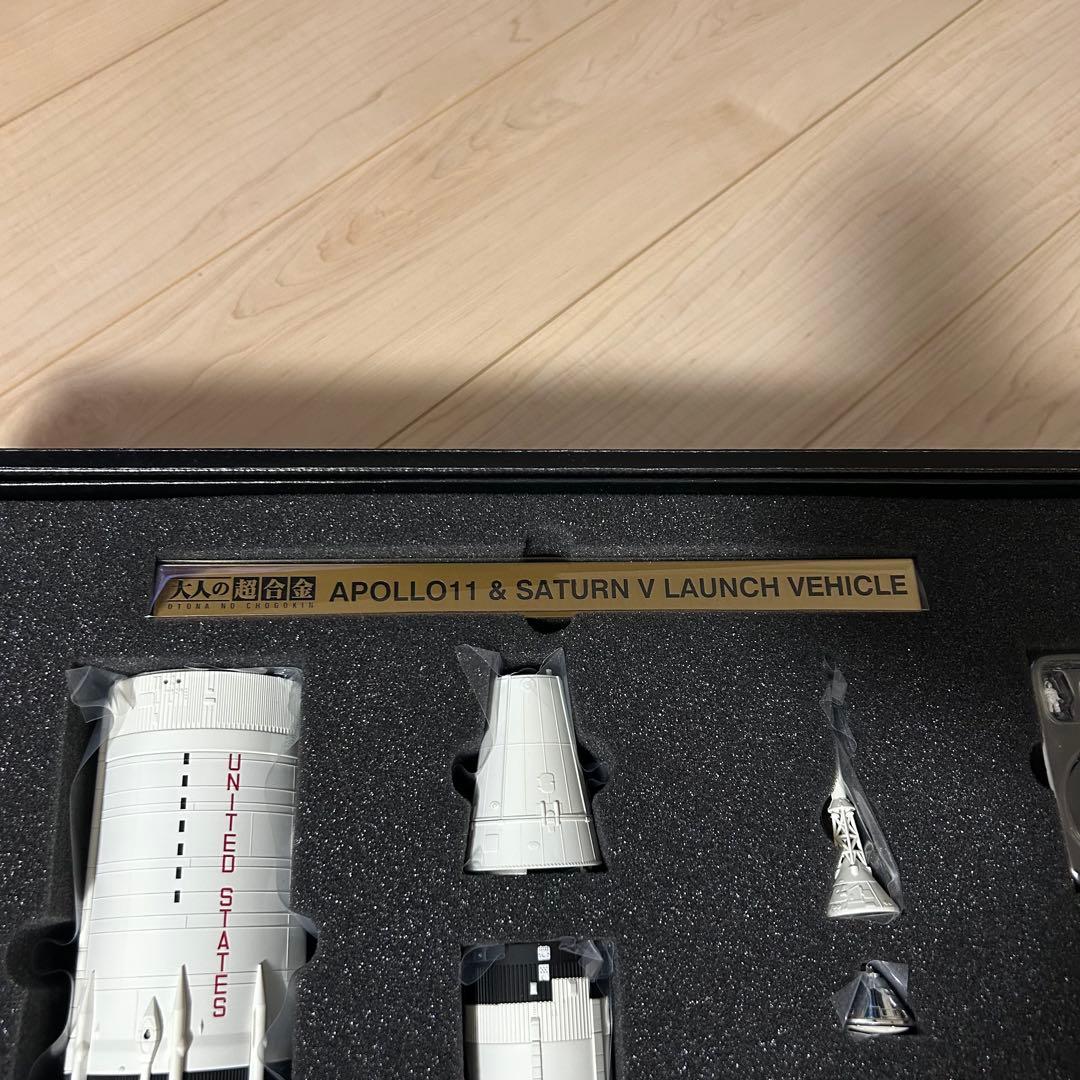 大人の超合金 APOLLO11 & SATURN V LAUNCH VEHICLE
OTONA NO CHOGOKIN
UNITED STATES